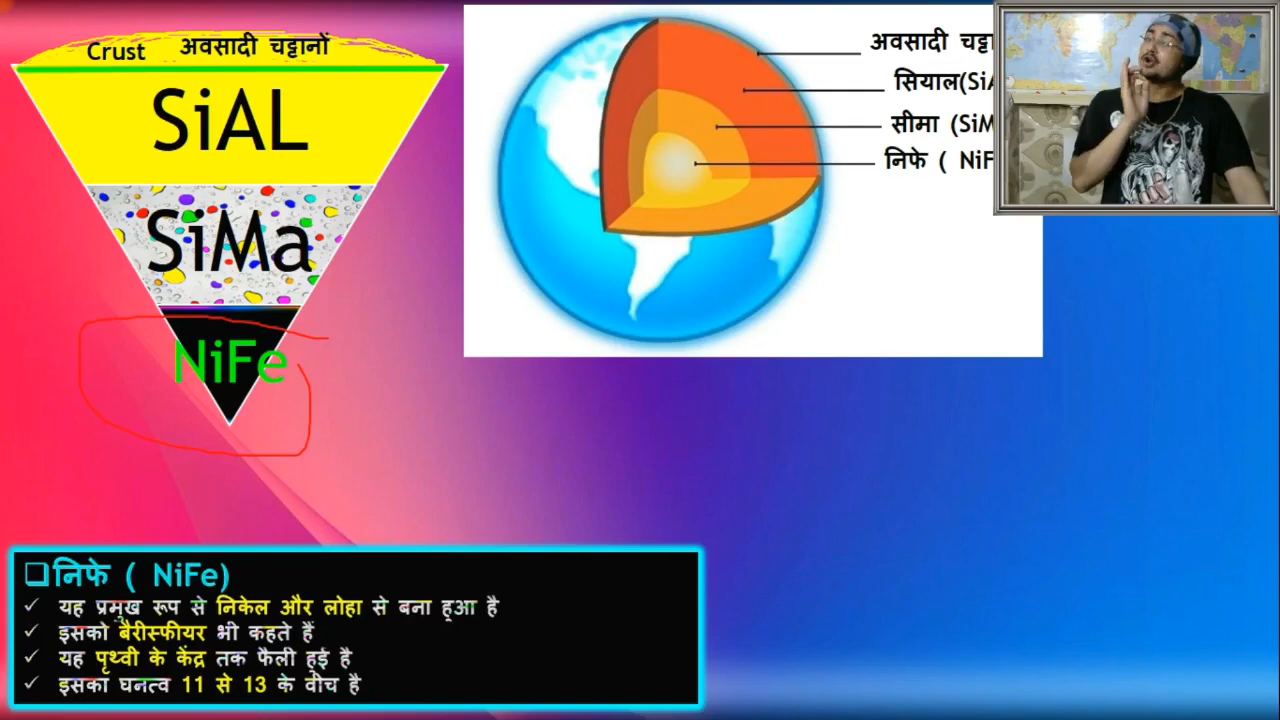 Crust अवसादी चट्टानों
SiAL
SiMa
NiFe
अवसादी
सियाल(Si
सीमा (SiM
निफे ( NiF
निफे ( NiFe)
यह प्रमुख रूप से निकेल और लोहा से बना हुआ है
इसको बैरीस्फीयर भी कहते हैं
यह पृथ्वी के केंद्र तक फैली हुई है
इसका घनत्व 11 से 13 के वीच है